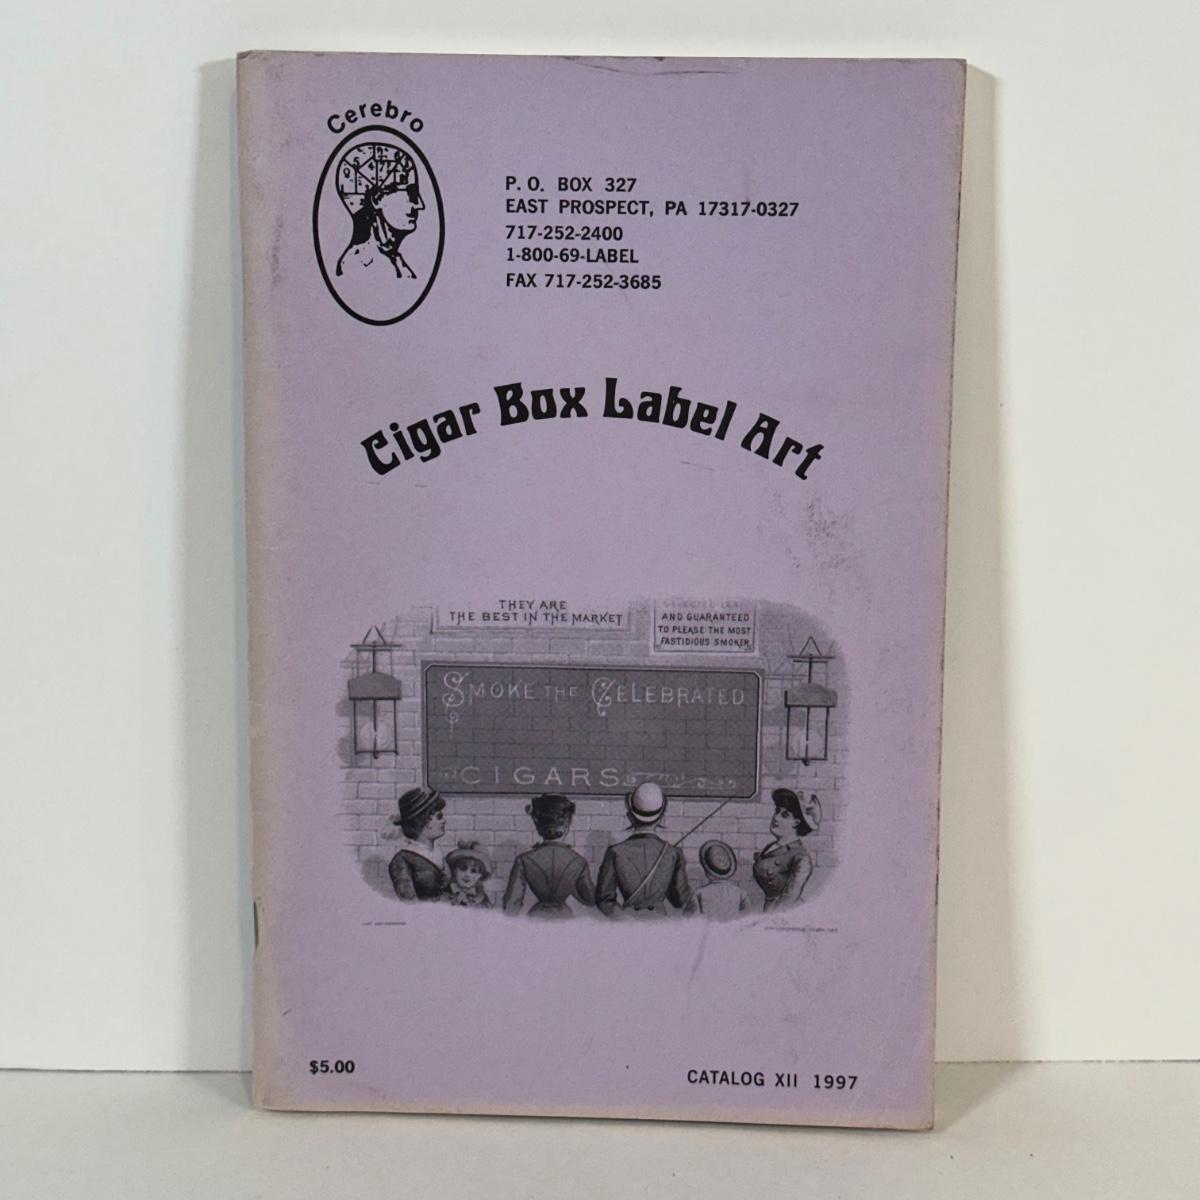 Cerebro
P. O. BOX 327
EAST PROSPECT, PA 17317-0327
717-252-2400
1-800-69-LABEL
FAX 717-252-3685
Cigar Box Label Art
THEY ARE
THE BEST IN THE MARKET
SELECTED LEAF
AND GUARANTEED
TO PLEASE THE MOST
FASTIDIOUS SMOKER
SMOKE THE CELEBRATED
CIGARS
$5.00
CATALOG XII 1997